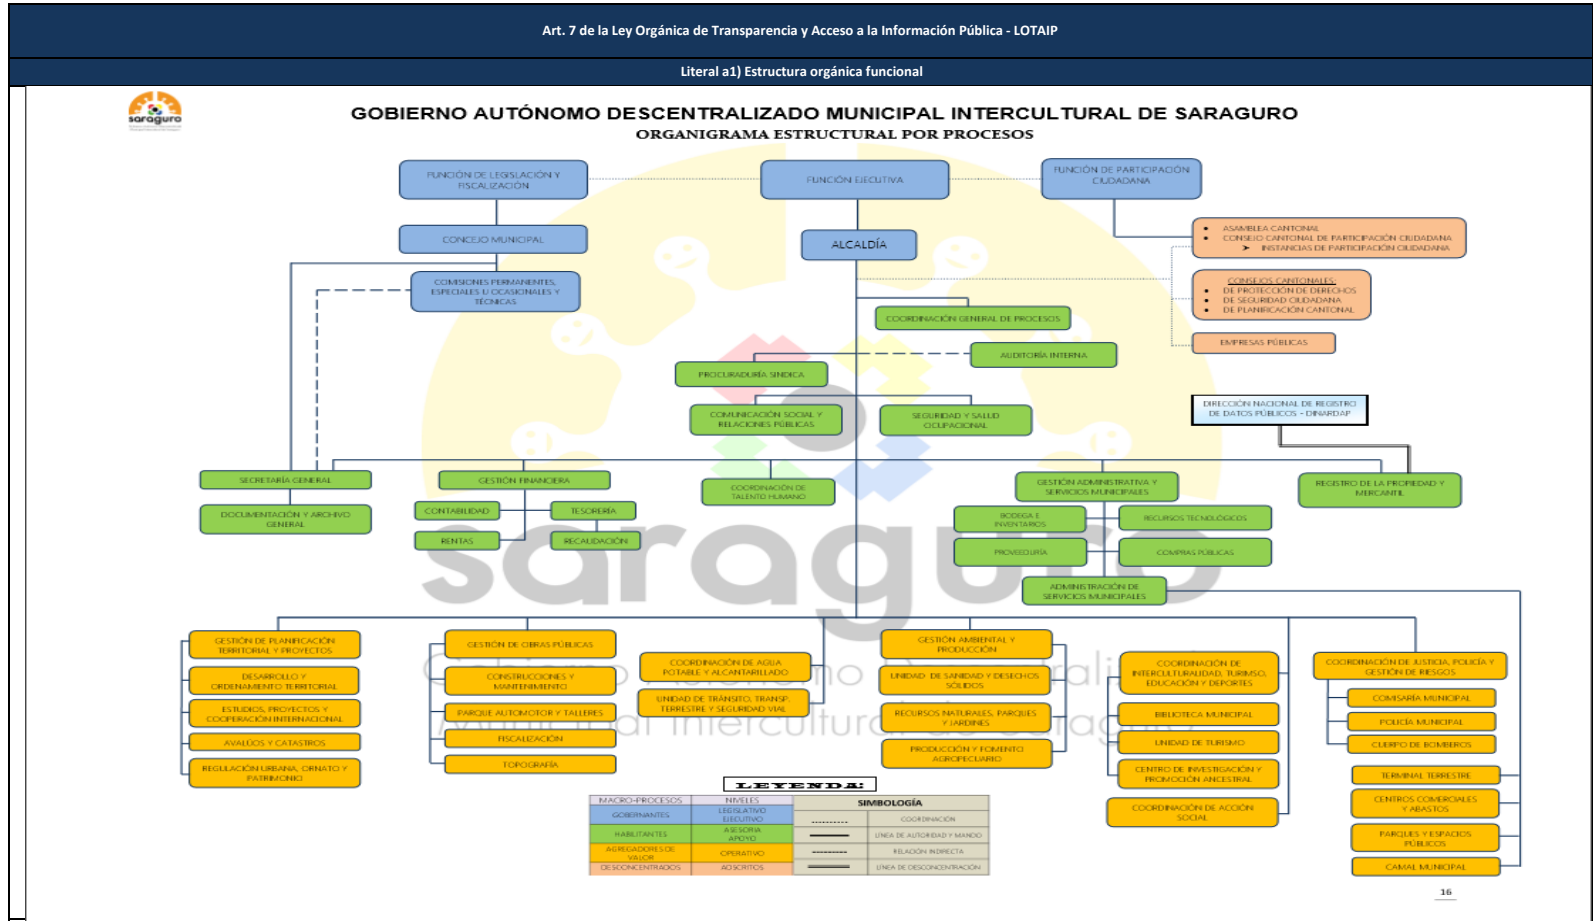 Art. 7 de la Ley Orgánica de Transparencia y Acceso a la Información Pública - LOTAIP
Literal a1) Estructura orgánica funcional
saraguro
GOBIERNO AUTÓNOMO DESCENTRALIZADO MUNICIPAL INTERCULTURAL DE SARAGURO
ORGANIGRAMA ESTRUCTURAL POR PROCESOS
FUNCIÓN DE LEGISLACIÓN Y
FISCALIZACIÓN
FUNCIÓN EJECUTIVA
FUNCIÓN DE PARTICIPACIÓN
CIUDADANA
CONCEJO MUNICIPAL
ALCALDÍA
• ASAMBLEA CANTONAL
• CONSEJO CANTONAL DE PARTICIPACIÓN CIUDADANA
➤ INSTANCIAS DE PARTICIPACIÓN CIUDADANA
COMISIONES PERMANENTES,
ESPECIALES U OCASIONALES Y
TÉCNICAS
CONSEJOS CANTONALES:
• DE PROTECCIÓN DE DERECHOS
• DE SEGURIDAD CIUDADANA
• DE PLANIFICACIÓN CANTONAL
COORDINACIÓN GENERAL DE PROCESOS
EMPRESAS PÚBLICAS
AUDITORÍA INTERNA
PROCURADURÍA SINDICA
DIRECCIÓN NACIONAL DE REGISTRO
DE DATOS PÚBLICOS - DINARDAP
COMUNICACIÓN SOCIAL Y
RELACIONES PÚBLICAS
SEGURIDAD Y SALUD
OCUPACIONAL
SECRETARÍA GENERAL
GESTIÓN FINANCIERA
COORDINACIÓN DE
TALENTO HUMANO
GESTIÓN ADMINISTRATIVA Y
SERVICIOS MUNICIPALES
REGISTRO DE LA PROPIEDAD Y
MERCANTIL
DOCUMENTACIÓN Y ARCHIVO
GENERAL
CONTABILIDAD
TESORERÍA
RENTAS
RECAUDACIÓN
BODEGA E
INVENTARIOS
RECURSOS TECNOLÓGICOS
PROVEEDURÍA
COMPRAS PÚBLICAS
ADMINISTRACIÓN DE
SERVICIOS MUNICIPALES
saraguro
Gobierno Autónomo Descentralizado
Municipal Intercultural de Saraguro
GESTIÓN DE PLANIFICACIÓN
TERRITORIAL Y PROYECTOS
DESARROLLO Y
ORDENAMIENTO TERRITORIAL
ESTUDIOS, PROYECTOS Y
COOPERACIÓN INTERNACIONAL
AVALÚOS Y CATASTROS
REGULACIÓN URBANA, ORNATO Y
PATRIMONIO
GESTIÓN DE OBRAS PÚBLICAS
CONSTRUCCIONES Y
MANTENIMIENTO
PARQUE AUTOMOTOR Y TALLERES
FISCALIZACIÓN
TOPOGRAFÍA
COORDINACIÓN DE AGUA
POTABLE Y ALCANTARILLADO
UNIDAD DE TRÁNSITO, TRANSP.
TERRESTRE Y SEGURIDAD VIAL
GESTIÓN AMBIENTAL Y
PRODUCCIÓN
UNIDAD DE SANIDAD Y DESECHOS
SÓLIDOS
RECURSOS NATURALES, PARQUES
Y JARDINES
PRODUCCIÓN Y FOMENTO
AGROPECUARIO
COORDINACIÓN DE
INTERCULTURALIDAD, TURIMSO,
EDUCACIÓN Y DEPORTES
BIBLIOTECA MUNICIPAL
UNIDAD DE TURISMO
CENTRO DE INVESTIGACIÓN Y
PROMOCIÓN ANCESTRAL
COORDINACIÓN DE ACCIÓN
SOCIAL
COORDINACIÓN DE JUSTICIA, POLICÍA Y
GESTIÓN DE RIESGOS
COMISARÍA MUNICIPAL
POLICÍA MUNICIPAL
CUERPO DE BOMBEROS
TERMINAL TERRESTRE
CENTROS COMERCIALES
Y ABASTOS
PARQUES Y ESPACIOS
PÚBLICOS
CAMAL MUNICIPAL
LEYENDA:
MACRO-PROCESOS NIVELES SIMBOLOGÍA
GOBERNANTES LEGISLATIVO
EJECUTIVO COORDINACIÓN
HABILITANTES ASESORIA
APOYO LÍNEA DE AUTORIDAD Y MANDO
AGREGADORES DE
VALOR OPERATIVO RELACIÓN INDIRECTA
DESCONCENTRADOS ADSCRITOS LÍNEA DE DESCONCENTRACIÓN
16